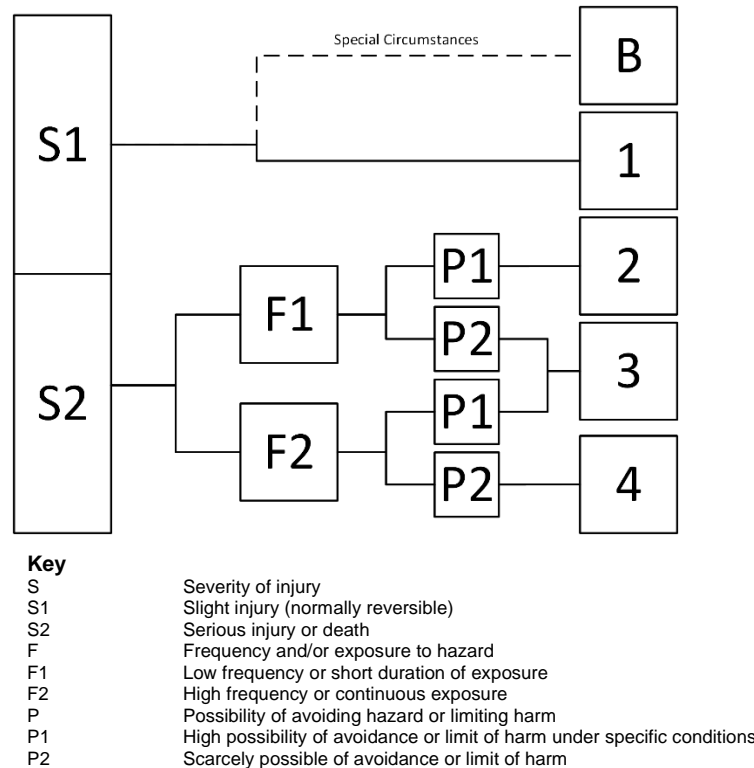 Special Circumstances
B
S1
1
P1
2
F1
P2
3
S2
P1
F2
P2
4
Key
S Severity of injury
S1 Slight injury (normally reversible)
S2 Serious injury or death
F Frequency and/or exposure to hazard
F1 Low frequency or short duration of exposure
F2 High frequency or continuous exposure
P Possibility of avoiding hazard or limiting harm
P1 High possibility of avoidance or limit of harm under specific conditions
P2 Scarcely possible of avoidance or limit of harm